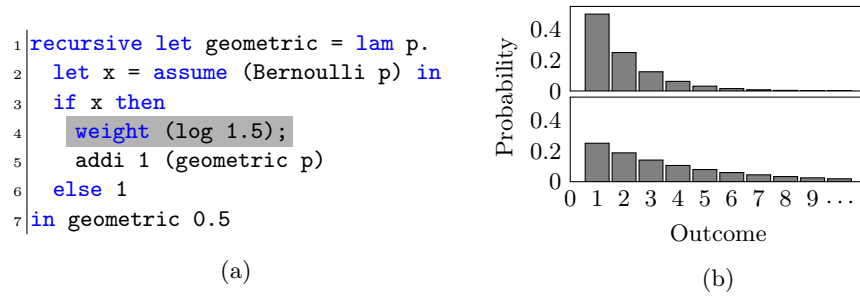 1 recursive let geometric = lam p.
2 let x = assume (Bernoulli p) in
3 if x then
4 weight (log 1.5);
5 addi 1 (geometric p)
6 else 1
7 in geometric 0.5
(a)
Probability
0.4
0.2
0
0.4
0.2
0
0 1 2 3 4 5 6 7 8 9 ...
Outcome
(b)